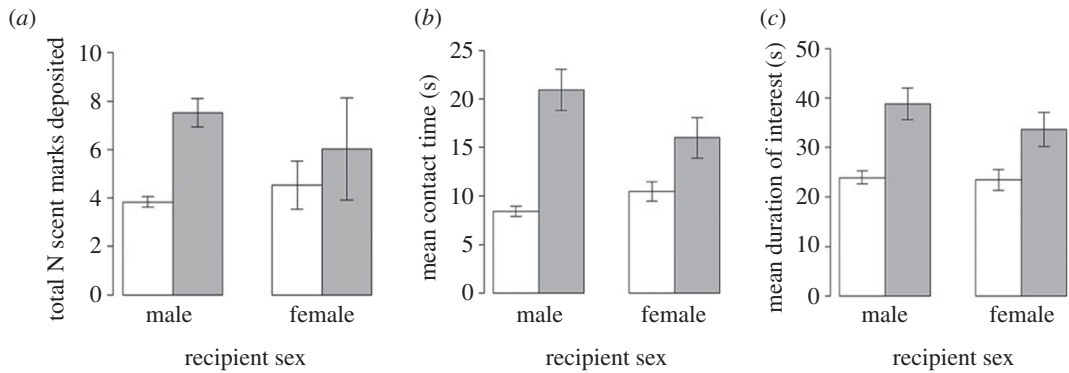 (a)
total N scent marks deposited
10
8
6
4
2
0
male
female
recipient sex
(b)
mean contact time (s)
25
20
15
10
5
0
male
female
recipient sex
(c)
mean duration of interest (s)
50
40
30
20
10
0
male
female
recipient sex